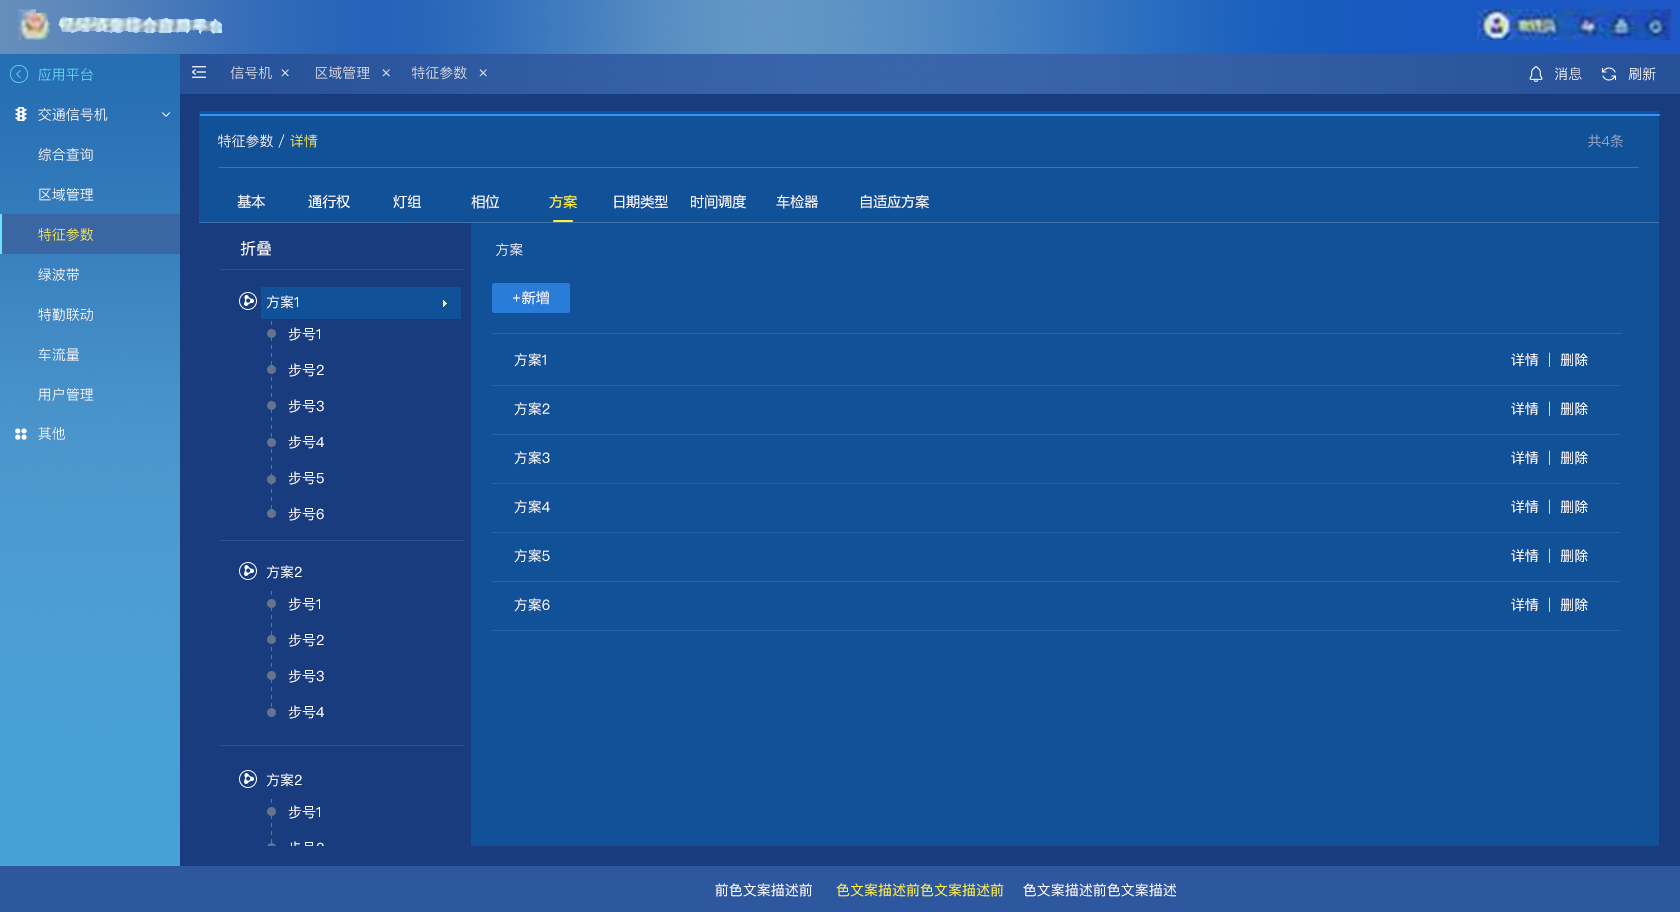 应用平台
信号机 ×
区域管理 ×
特征参数 ×
消息
刷新
交通信号机
综合查询
区域管理
特征参数
绿波带
特勤联动
车流量
用户管理
其他
特征参数 / 详情
共4条
基本 通行权 灯组 相位 方案 日期类型 时间调度 车检器 自适应方案
折叠
方案1
步号1
步号2
步号3
步号4
步号5
步号6
方案2
步号1
步号2
步号3
步号4
方案2
步号1
方案
+新增
方案1 详情 | 删除
方案2 详情 | 删除
方案3 详情 | 删除
方案4 详情 | 删除
方案5 详情 | 删除
方案6 详情 | 删除
前色文案描述前 色文案描述前色文案描述前 色文案描述前色文案描述